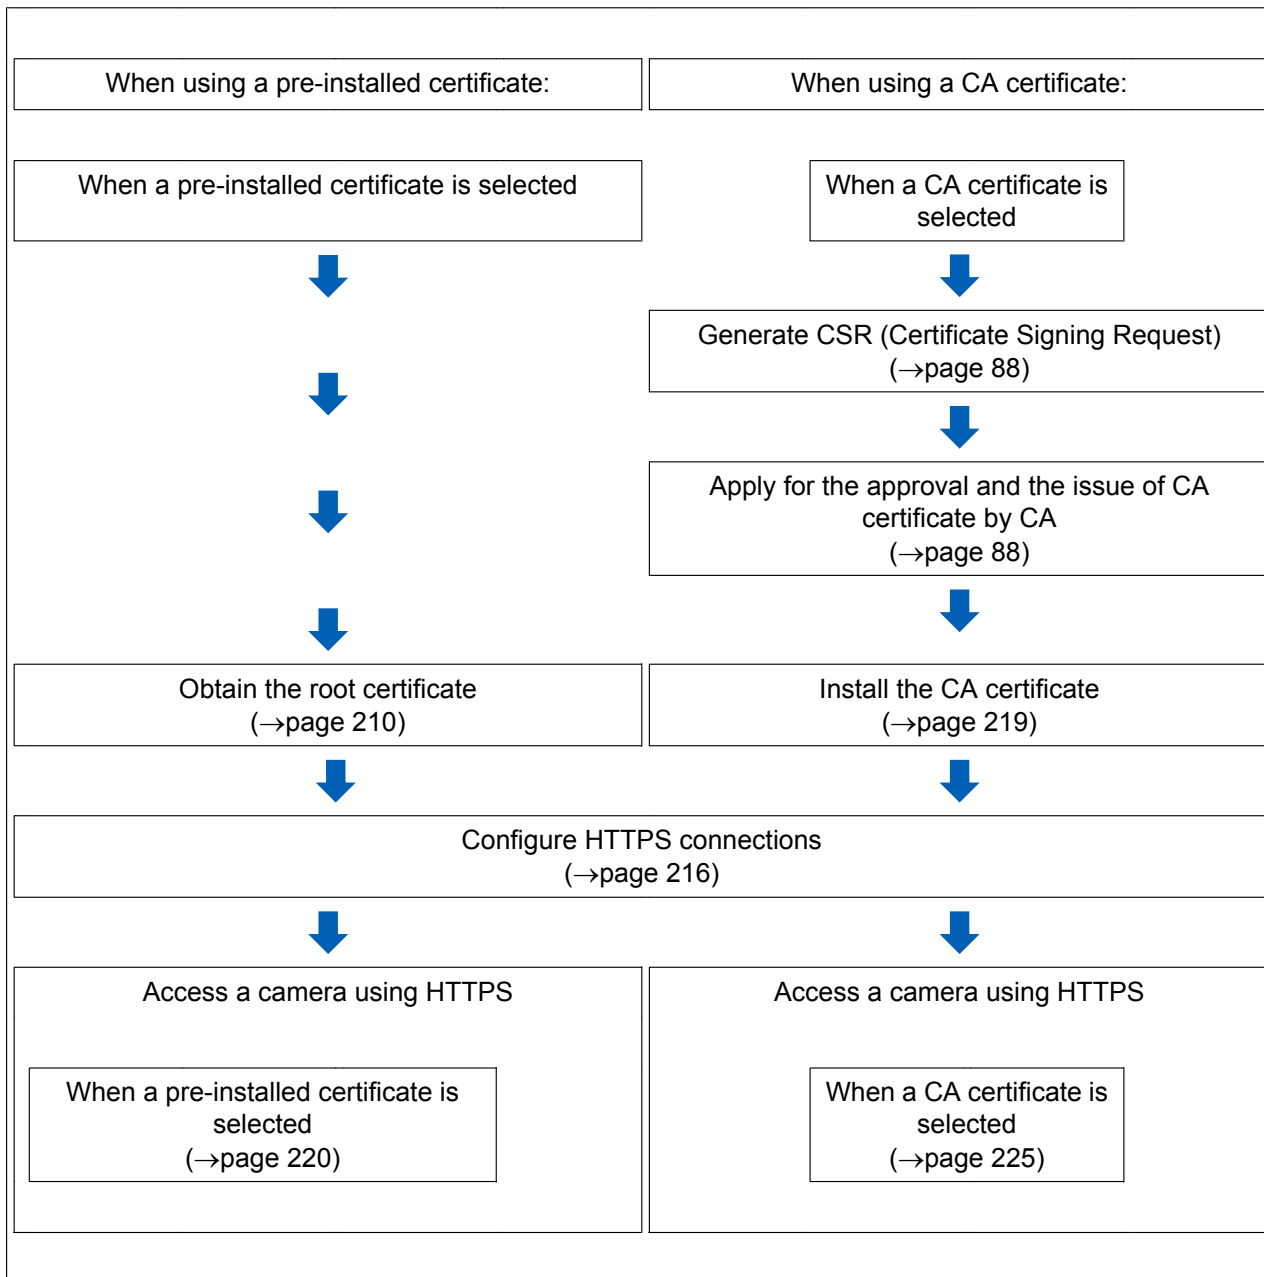 When using a pre-installed certificate:
When using a CA certificate:
When a pre-installed certificate is selected
When a CA certificate is
selected
Generate CSR (Certificate Signing Request)
(→page 88)
Apply for the approval and the issue of CA
certificate by CA
(→page 88)
Obtain the root certificate
(→page 210)
Install the CA certificate
(→page 219)
Configure HTTPS connections
(→page 216)
Access a camera using HTTPS
When a pre-installed certificate is
selected
(→page 220)
Access a camera using HTTPS
When a CA certificate is
selected
(→page 225)